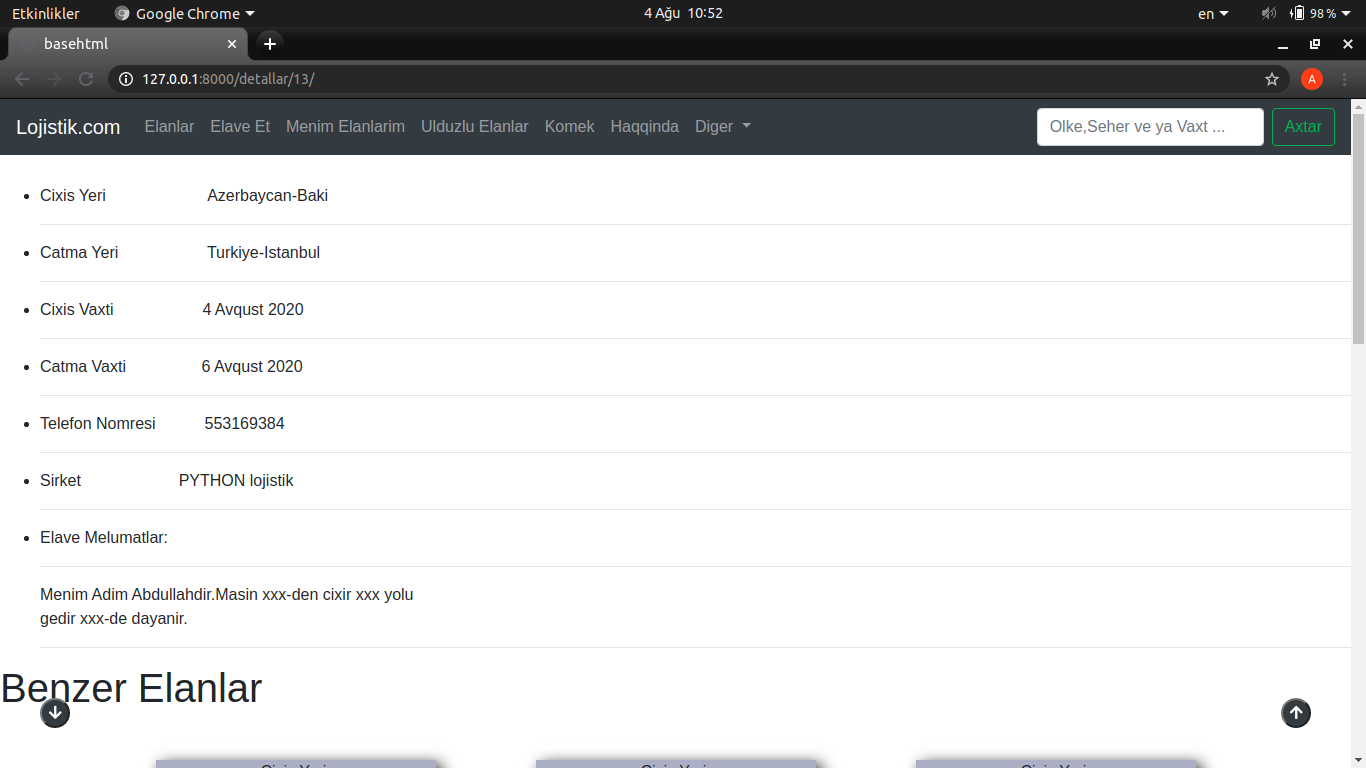 Etkinlikler Google Chrome 4 Ağu 10:52 en 98 %
basehtml
127.0.0.1:8000/detallar/13/ A
Lojistik.com Elanlar Elave Et Menim Elanlarim Ulduzlu Elanlar Komek Haqqinda Diger Olke,Seher ve ya Vaxt ... Axtar
Cixis Yeri Azerbaycan-Baki
Catma Yeri Turkiye-Istanbul
Cixis Vaxti 4 Avqust 2020
Catma Vaxti 6 Avqust 2020
Telefon Nomresi 553169384
Sirket PYTHON lojistik
Elave Melumatlar:
Menim Adim Abdullahdir.Masin xxx-den cixir xxx yolu
gedir xxx-de dayanir.
Benzer Elanlar